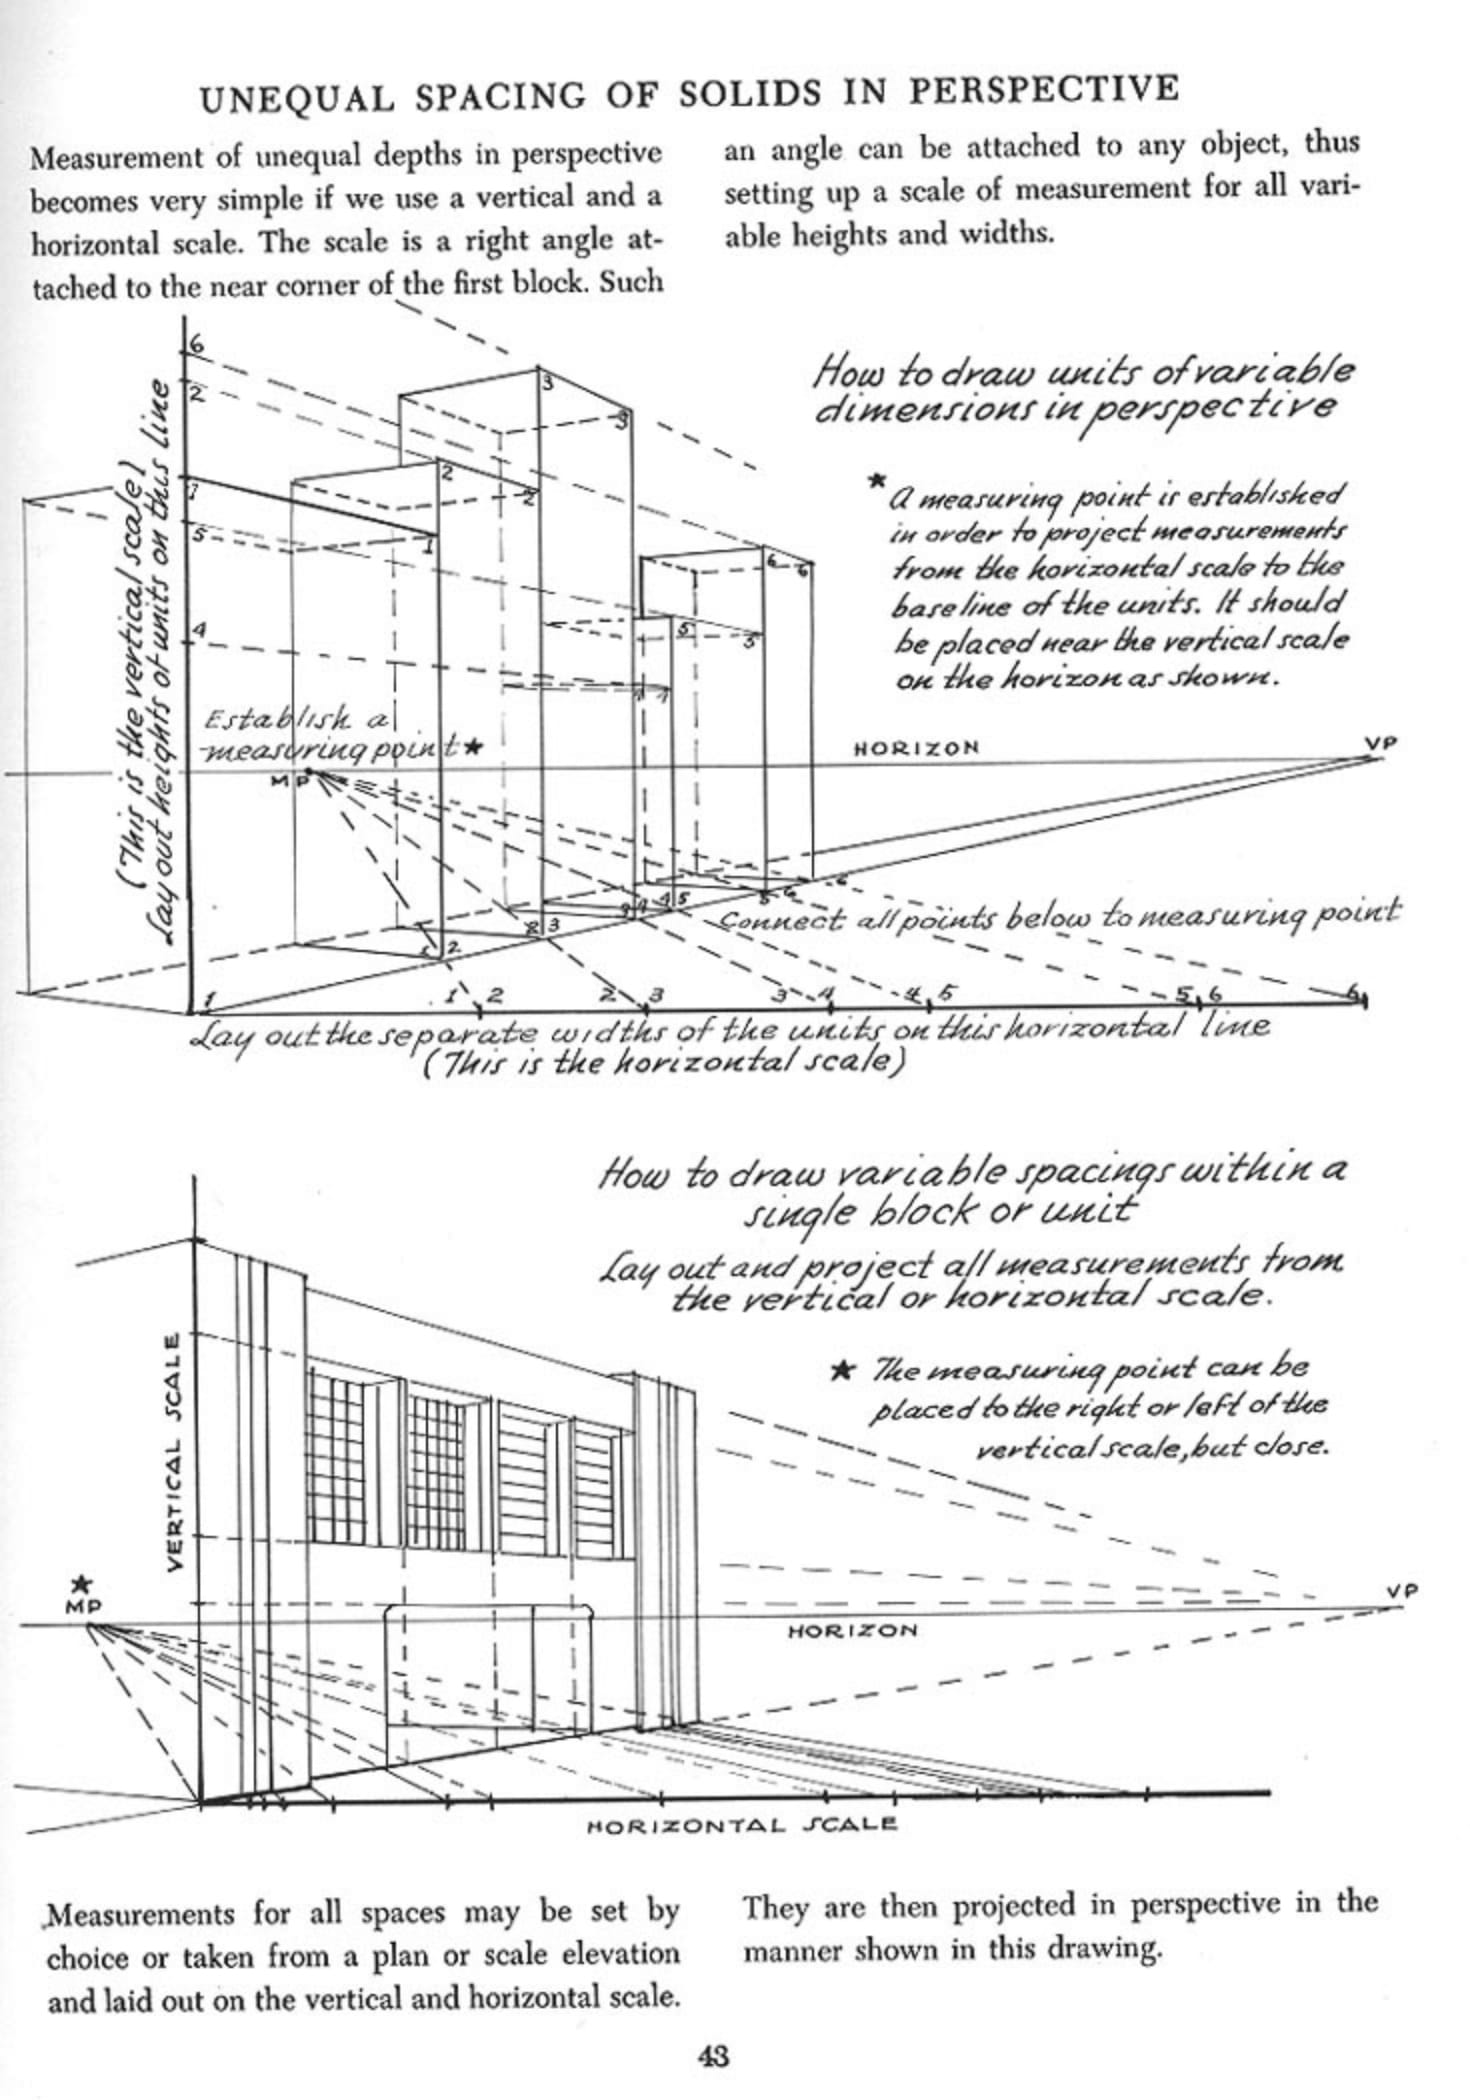 UNEQUAL SPACING OF SOLIDS IN PERSPECTIVE
Measurement of unequal depths in perspective
becomes very simple if we use a vertical and a
horizontal scale. The scale is a right angle at-
tached to the near corner of the first block. Such
an angle can be attached to any object, thus
setting up a scale of measurement for all vari-
able heights and widths.
How to draw units of variable
dimensions in perspective
* A measuring point is established
in order to project measurements
from the horizontal scale to the
base line of the units. It should
be placed near the vertical scale
on the horizon as shown.
(This is the vertical scale)
Lay out heights of units on this line
6
2
1
5
4
3
3
2
2
1
6
6
5
5
4
4
Establish a
measuring point *
MP
HORIZON
VP
Connect all points below to measuring point
1 2
2 3
3 4
4 5
5 6
6
1
1 2
2 3
3 4
4 5
5 6
6
Lay out the separate widths of the units on this horizontal line
(This is the horizontal scale)
How to draw variable spacings within a
single block or unit
Lay out and project all measurements from
the vertical or horizontal scale.
* The measuring point can be
placed to the right or left of the
vertical scale, but close.
VERTICAL SCALE
*
MP
HORIZON
VP
HORIZONTAL SCALE
Measurements for all spaces may be set by
choice or taken from a plan or scale elevation
and laid out on the vertical and horizontal scale.
They are then projected in perspective in the
manner shown in this drawing.
43